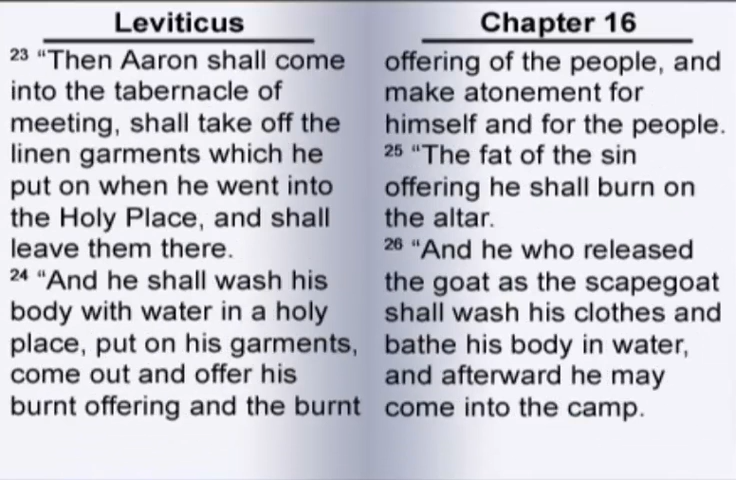 Leviticus
²³ “Then Aaron shall come
into the tabernacle of
meeting, shall take off the
linen garments which he
put on when he went into
the Holy Place, and shall
leave them there.
²⁴ “And he shall wash his
body with water in a holy
place, put on his garments,
come out and offer his
burnt offering and the burnt
Chapter 16
offering of the people, and
make atonement for
himself and for the people.
²⁵ “The fat of the sin
offering he shall burn on
the altar.
²⁶ “And he who released
the goat as the scapegoat
shall wash his clothes and
bathe his body in water,
and afterward he may
come into the camp.